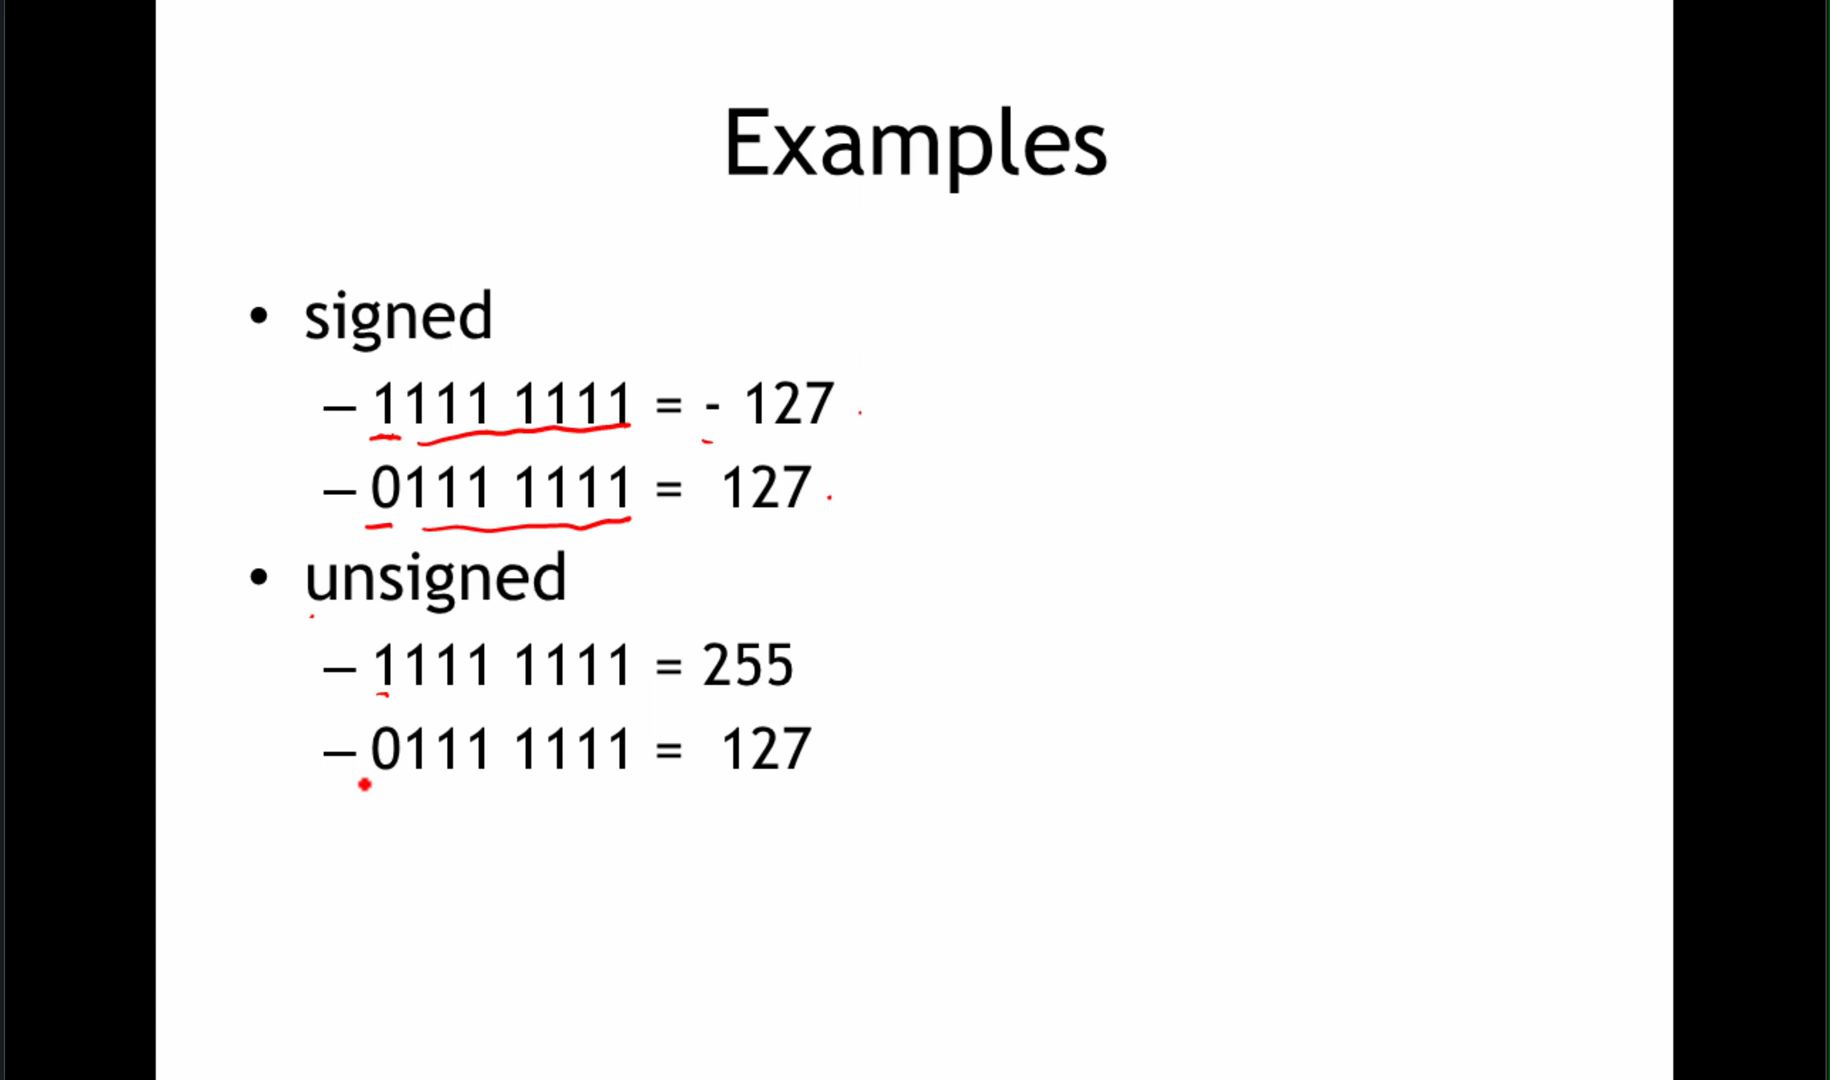 Examples
• signed
– 1111 1111 = - 127
– 0111 1111 = 127
• unsigned
– 1111 1111 = 255
– 0111 1111 = 127